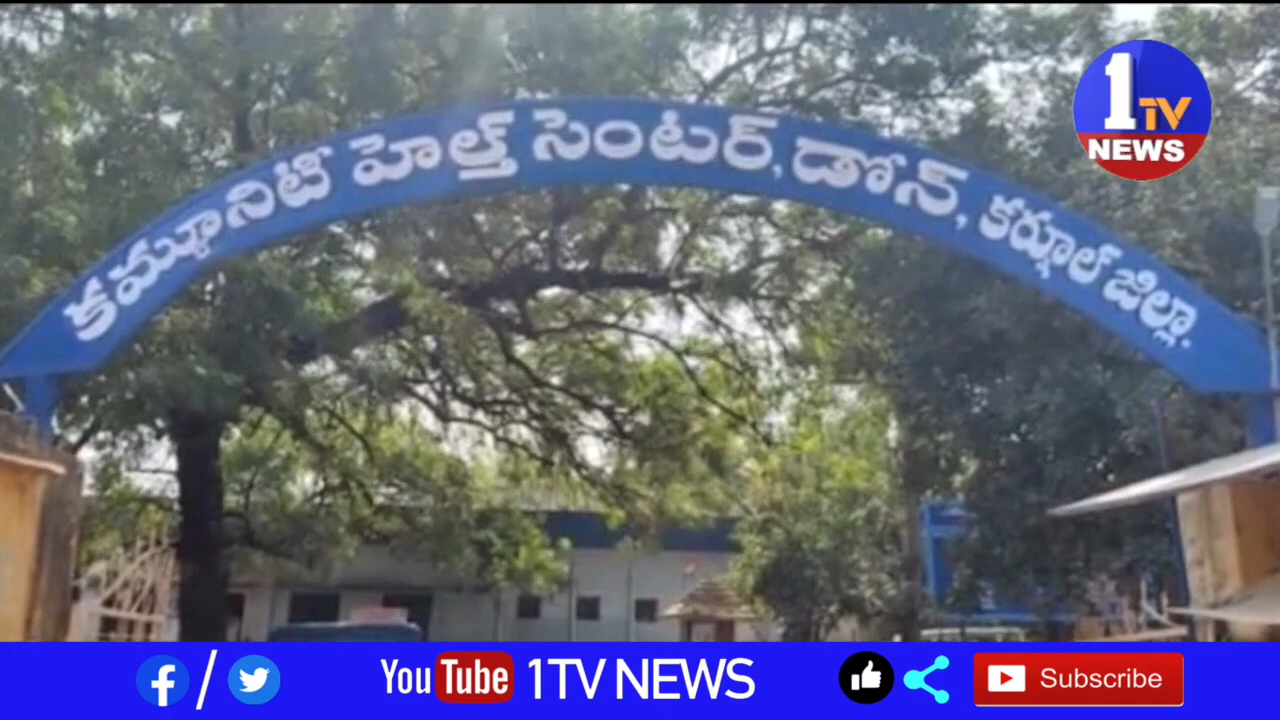 కమ్యూనిటీ హెల్త్ సెంటర్, డోన్, కర్నూల్ జిల్లా.
1TV
NEWS
YouTube 1TV NEWS
Subscribe